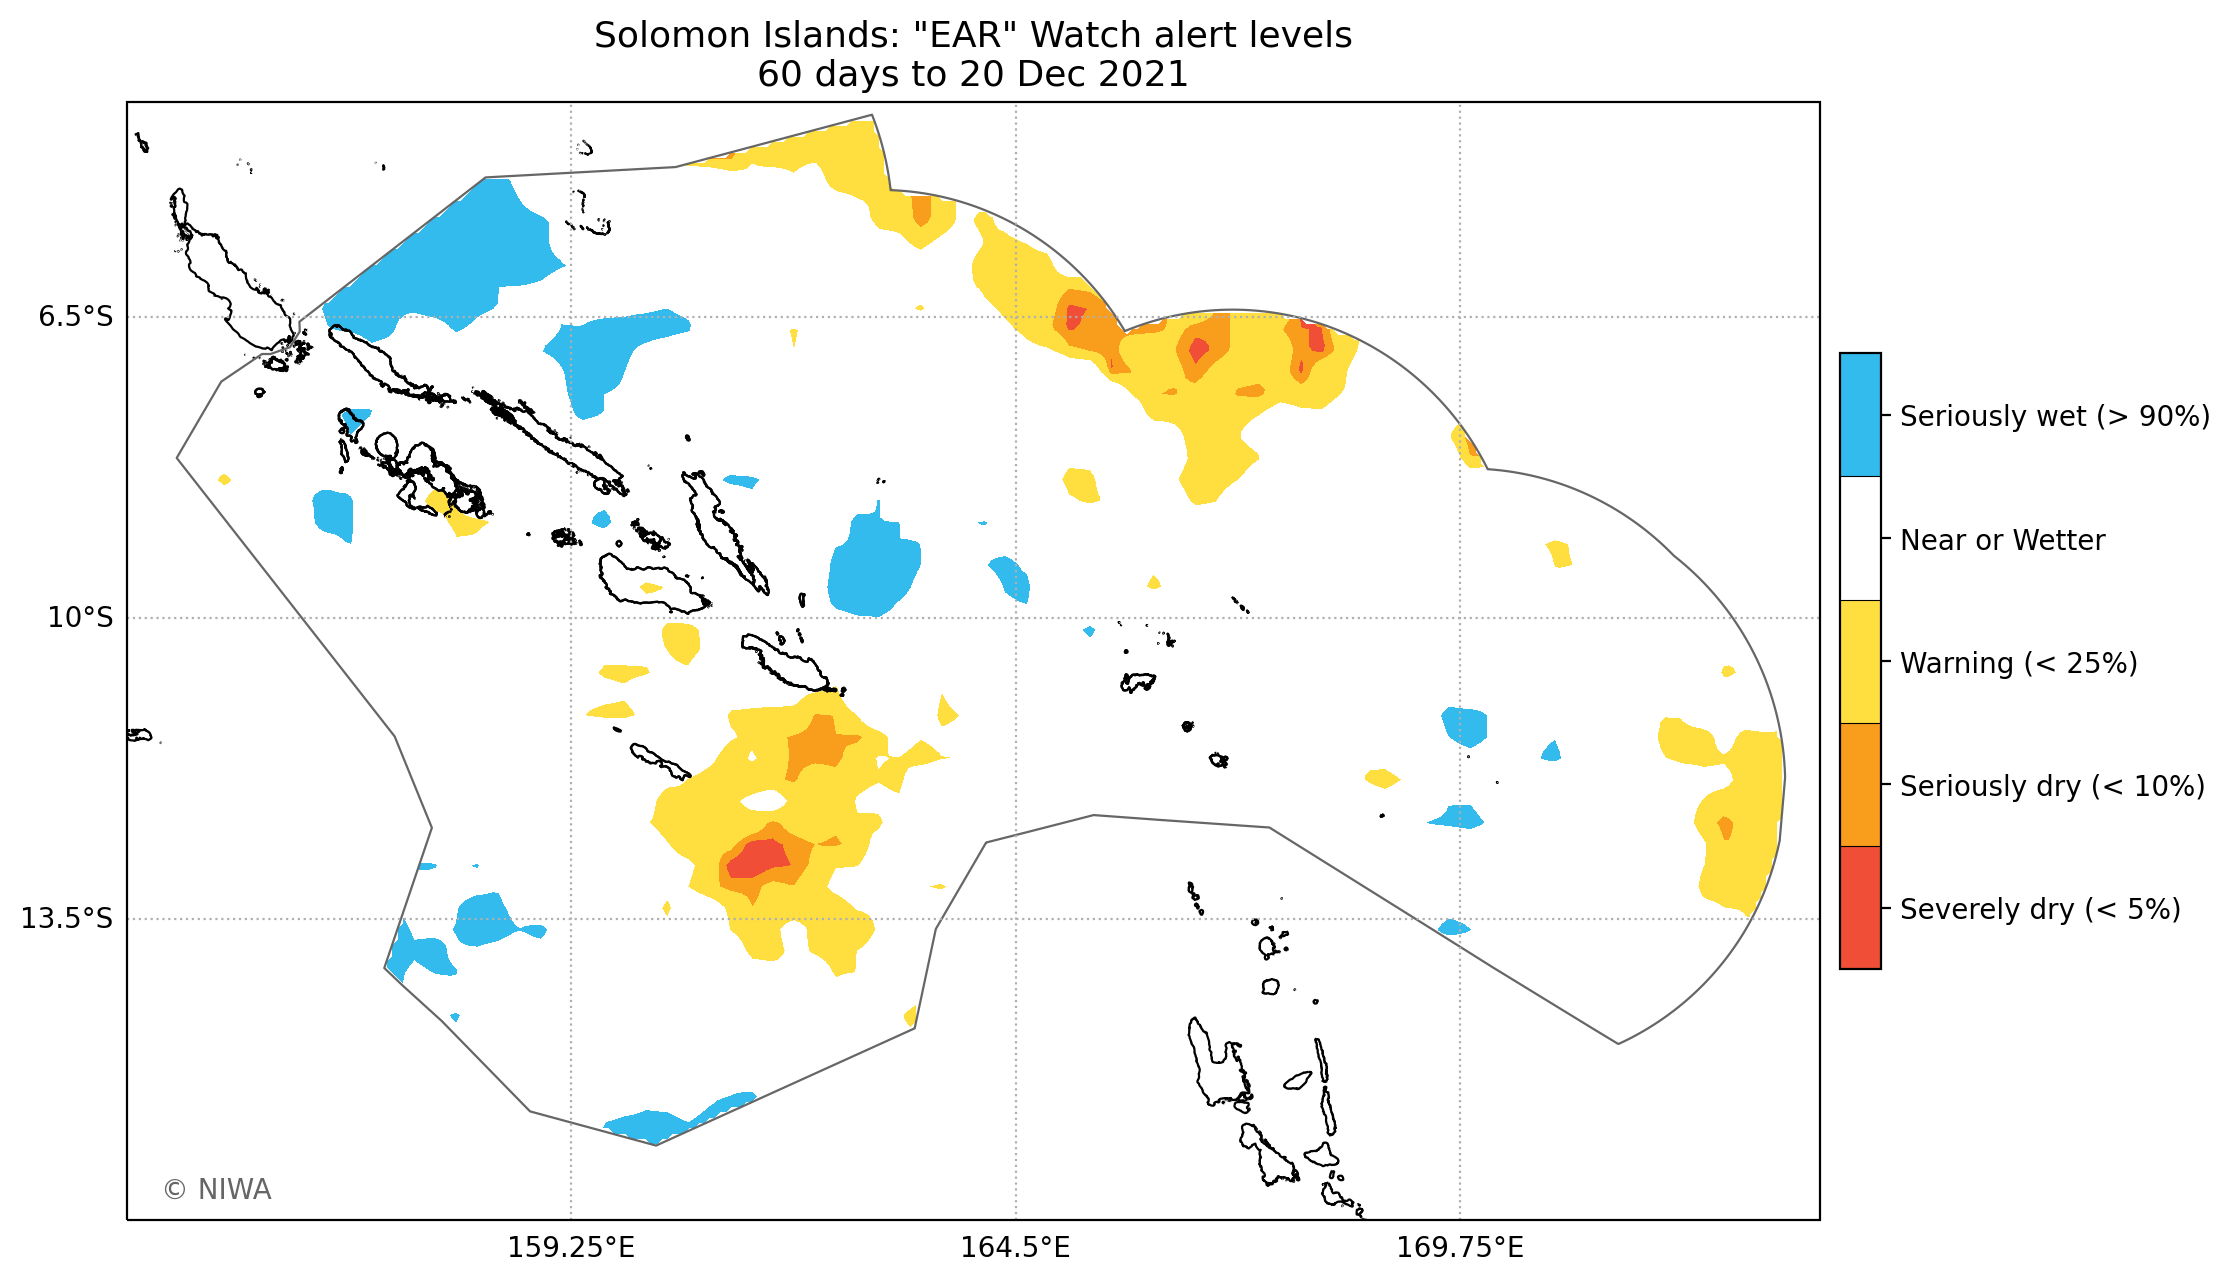 Solomon Islands: "EAR" Watch alert levels
60 days to 20 Dec 2021
6.5°S
10°S
13.5°S
159.25°E
164.5°E
169.75°E
Seriously wet (> 90%)
Near or Wetter
Warning (< 25%)
Seriously dry (< 10%)
Severely dry (< 5%)
© NIWA